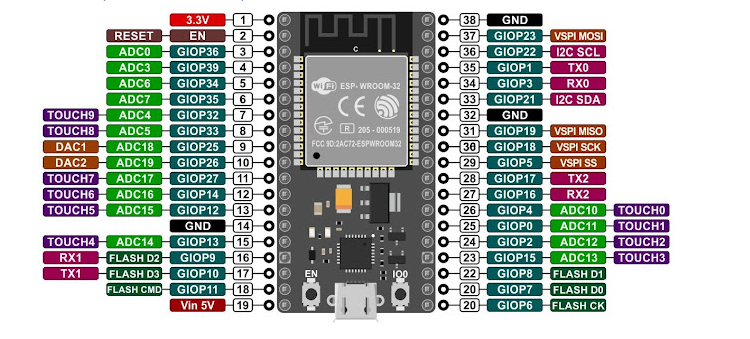 3.3V 1 38 GND
RESET EN 2 37 GIOP23 VSPI MOSI
ADC0 GIOP36 3 36 GIOP22 I2C SCL
ADC3 GIOP39 4 35 GIOP1 TX0
ADC6 GIOP34 5 34 GIOP3 RX0
ADC7 GIOP35 6 33 GIOP21 I2C SDA
TOUCH9 ADC4 GIOP32 7 32 GND
TOUCH8 ADC5 GIOP33 8 31 GIOP19 VSPI MISO
DAC1 ADC18 GIOP25 9 30 GIOP18 VSPI SCK
DAC2 ADC19 GIOP26 10 29 GIOP5 VSPI SS
TOUCH7 ADC17 GIOP27 11 28 GIOP17 TX2
TOUCH6 ADC16 GIOP14 12 27 GIOP16 RX2
TOUCH5 ADC15 GIOP12 13 26 GIOP4 ADC10 TOUCH0
GND 14 25 GIOP0 ADC11 TOUCH1
TOUCH4 ADC14 GIOP13 15 24 GIOP2 ADC12 TOUCH2
RX1 FLASH D2 GIOP9 16 23 GIOP15 ADC13 TOUCH3
TX1 FLASH D3 GIOP10 17 22 GIOP8 FLASH D1
FLASH CMD GIOP11 18 20 GIOP7 FLASH D0
Vin 5V 19 20 GIOP6 FLASH CK
C
WiFi ESP- WROOM-32
CE
R 205 - 000519
FCC 9D:2AC72-ESPWROOM32
EN IO0